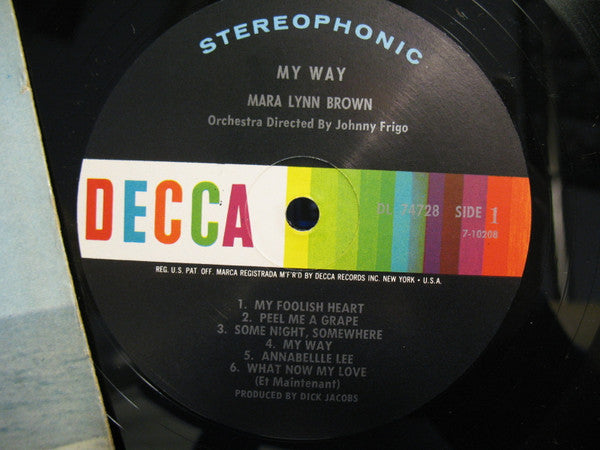 STEREOPHONIC
MY WAY
MARA LYNN BROWN
Orchestra Directed By Johnny Frigo
DECCA
DL 74728 SIDE 1
7-10208
REG. U.S. PAT. OFF. MARCA REGISTRADA M'F'R'D BY DECCA RECORDS INC. NEW YORK • U.S.A.
1. MY FOOLISH HEART
2. PEEL ME A GRAPE
3. SOME NIGHT, SOMEWHERE
4. MY WAY
5. ANNABELLLE LEE
6. WHAT NOW MY LOVE
(Et Maintenant)
PRODUCED BY DICK JACOBS